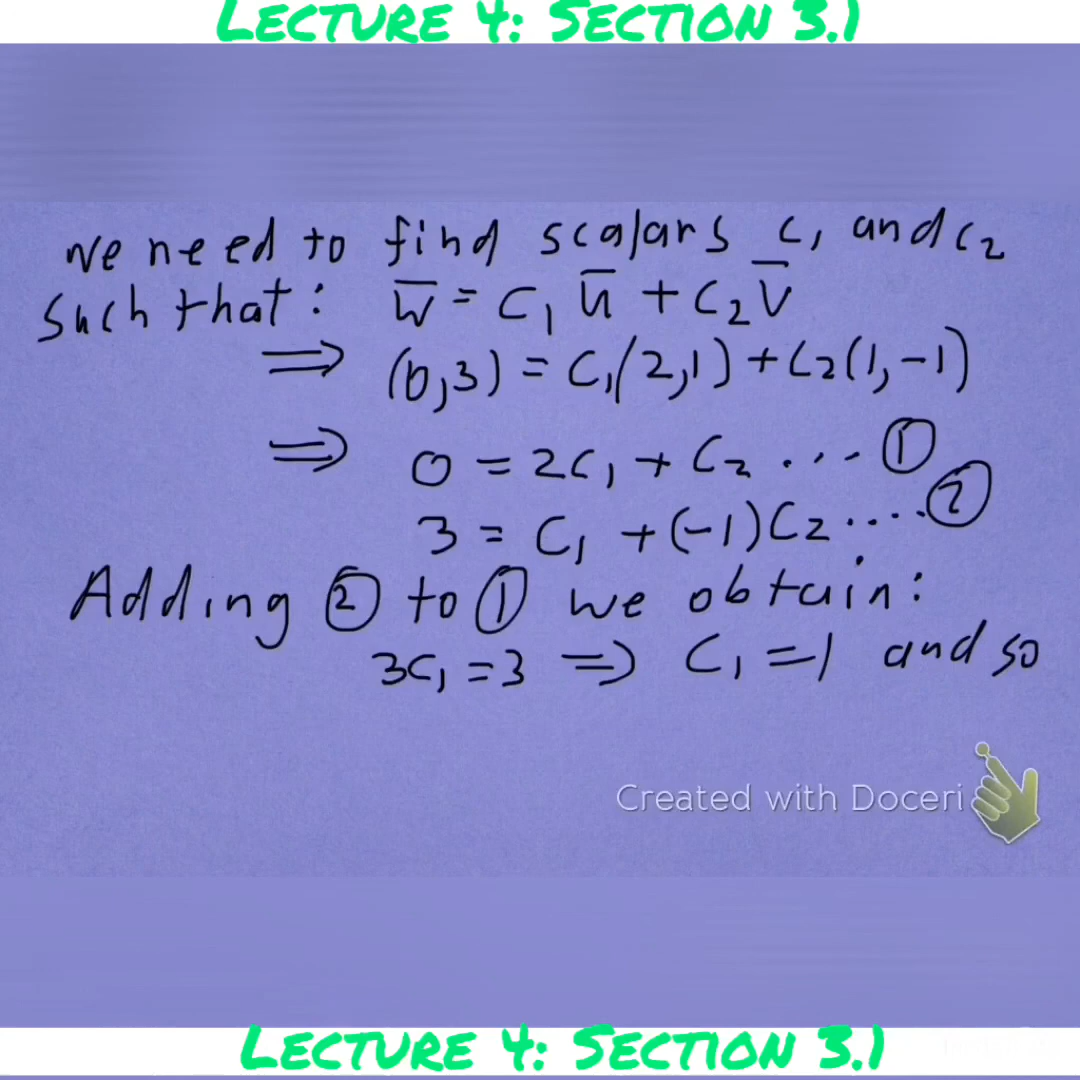 LECTURE 4: SECTION 3.1
we need to find scalars c₁ and c₂
such that: w̅ = c₁ u̅ + c₂ v̅
⇒ (0,3) = c₁(2,1) + c₂(1,-1)
⇒ 0 = 2c₁ + c₂ .... ①
3 = c₁ + (-1)c₂ .... ②
Adding ② to ① we obtain:
3c₁ = 3 ⇒ c₁ = 1 and so
Created with Doceri
LECTURE 4: SECTION 3.1